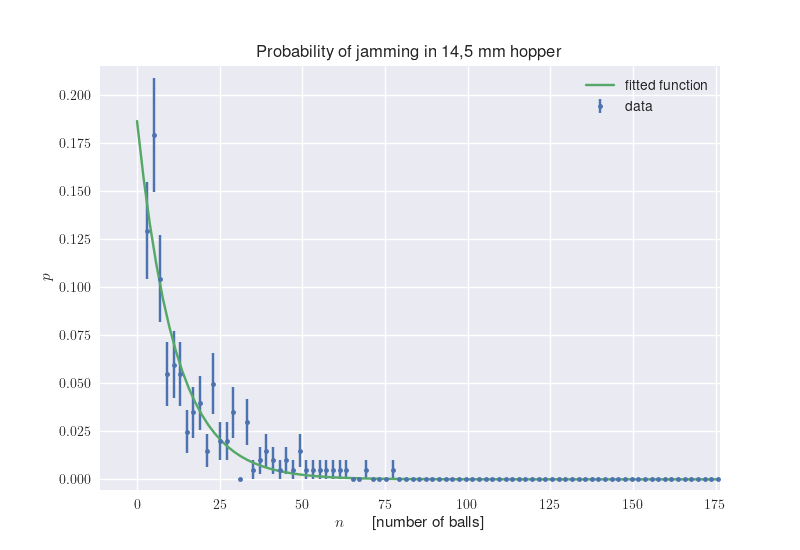 Probability of jamming in 14,5 mm hopper
fitted function
data
0.200
0.175
0.150
0.125
0.100
0.075
0.050
0.025
0.000
p
0 25 50 75 100 125 150 175
n [number of balls]